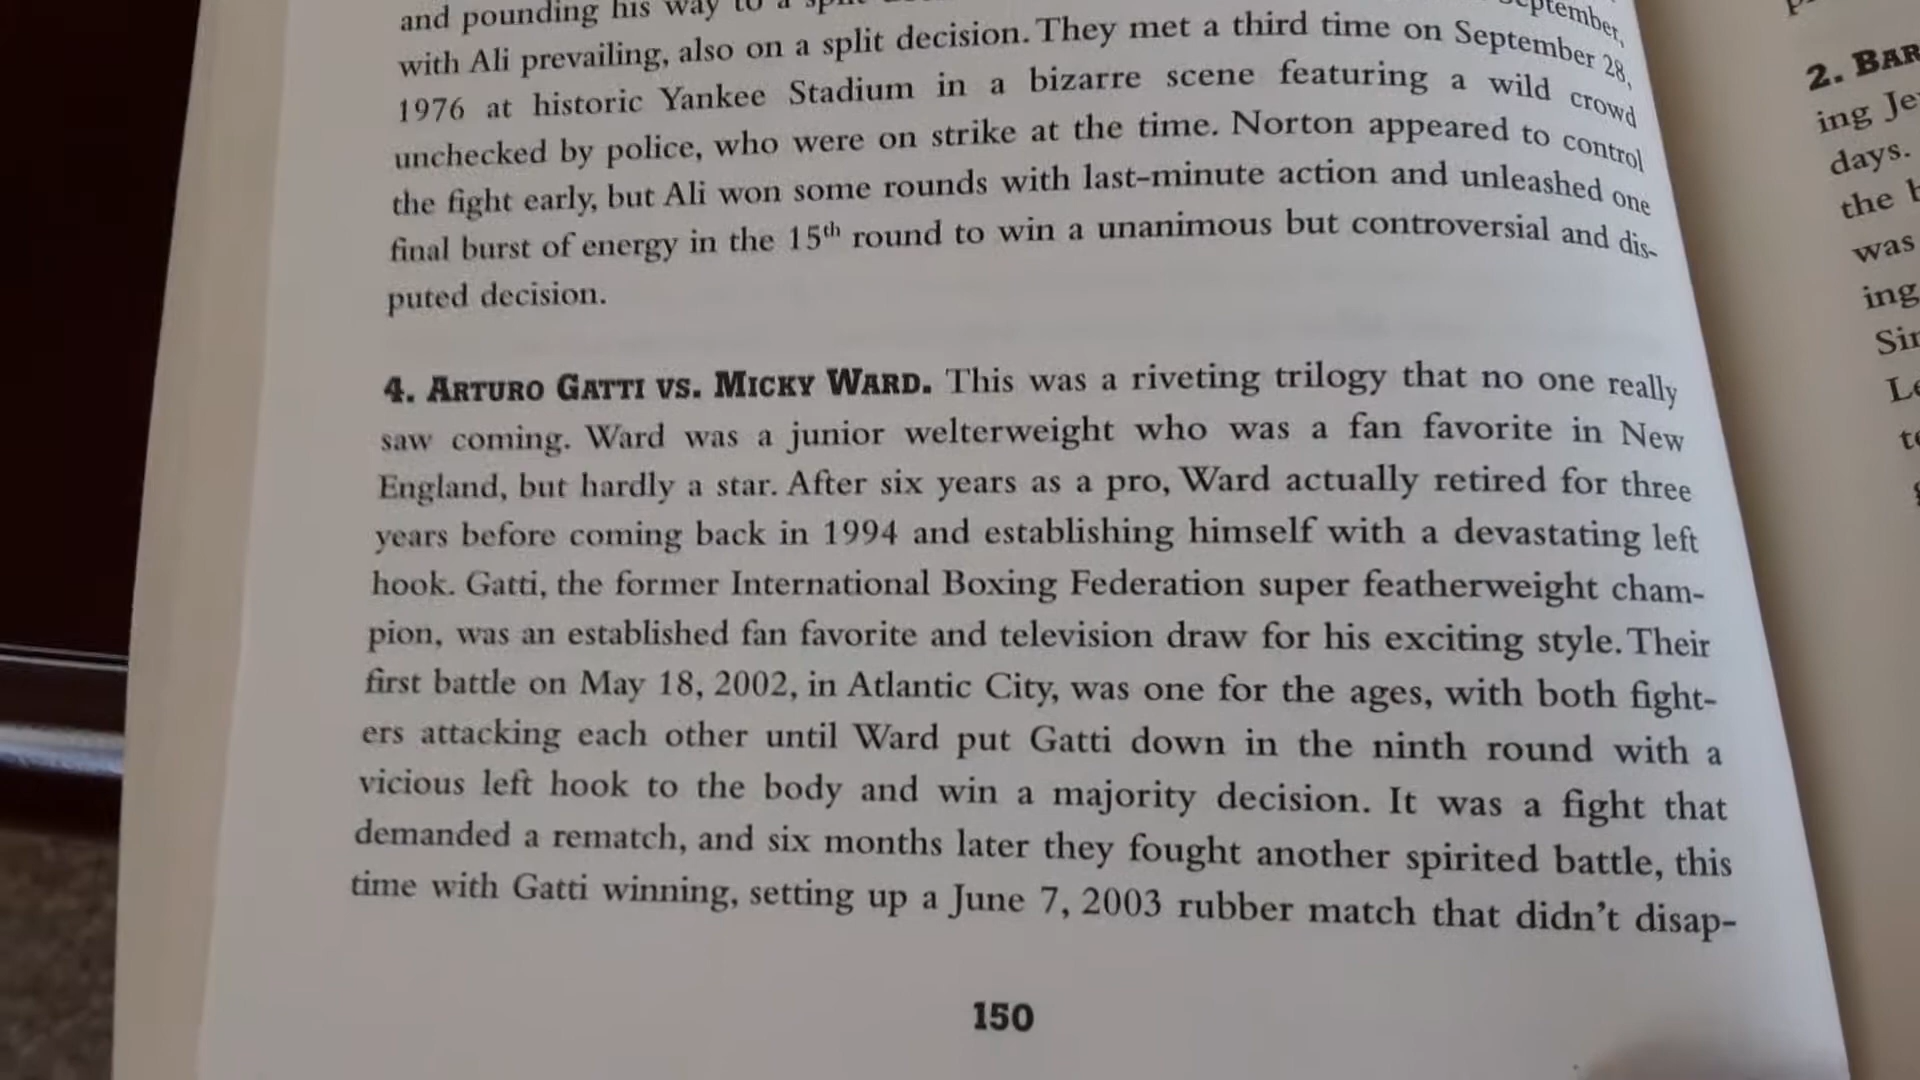 and pounding his way to a
September,
with Ali prevailing, also on a split decision. They met a third time on September 28,
1976 at historic Yankee Stadium in a bizarre scene featuring a wild crowd
unchecked by police, who were on strike at the time. Norton appeared to control
the fight early, but Ali won some rounds with last-minute action and unleashed one
final burst of energy in the 15th round to win a unanimous but controversial and dis-
puted decision.
4. ARTURO GATTI VS. MICKY WARD. This was a riveting trilogy that no one really
saw coming. Ward was a junior welterweight who was a fan favorite in New
England, but hardly a star. After six years as a pro, Ward actually retired for three
years before coming back in 1994 and establishing himself with a devastating left
hook. Gatti, the former International Boxing Federation super featherweight cham-
pion, was an established fan favorite and television draw for his exciting style. Their
first battle on May 18, 2002, in Atlantic City, was one for the ages, with both fight-
ers attacking each other until Ward put Gatti down in the ninth round with a
vicious left hook to the body and win a majority decision. It was a fight that
demanded a rematch, and six months later they fought another spirited battle, this
time with Gatti winning, setting up a June 7, 2003 rubber match that didn't disap-
150
2. BAR
ing Je
days.
the b
was
ing
Sir
Le
to